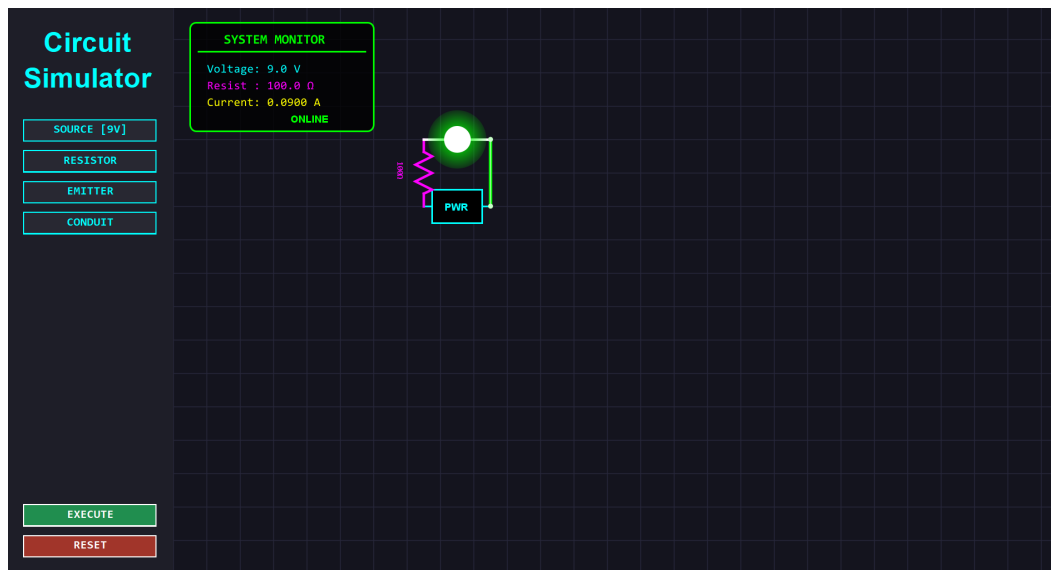 Circuit
Simulator
SOURCE [9V]
RESISTOR
EMITTER
CONDUIT
EXECUTE
RESET
SYSTEM MONITOR
Voltage: 9.0 V
Resist : 100.0 Ω
Current: 0.0900 A
ONLINE
100Ω
PWR